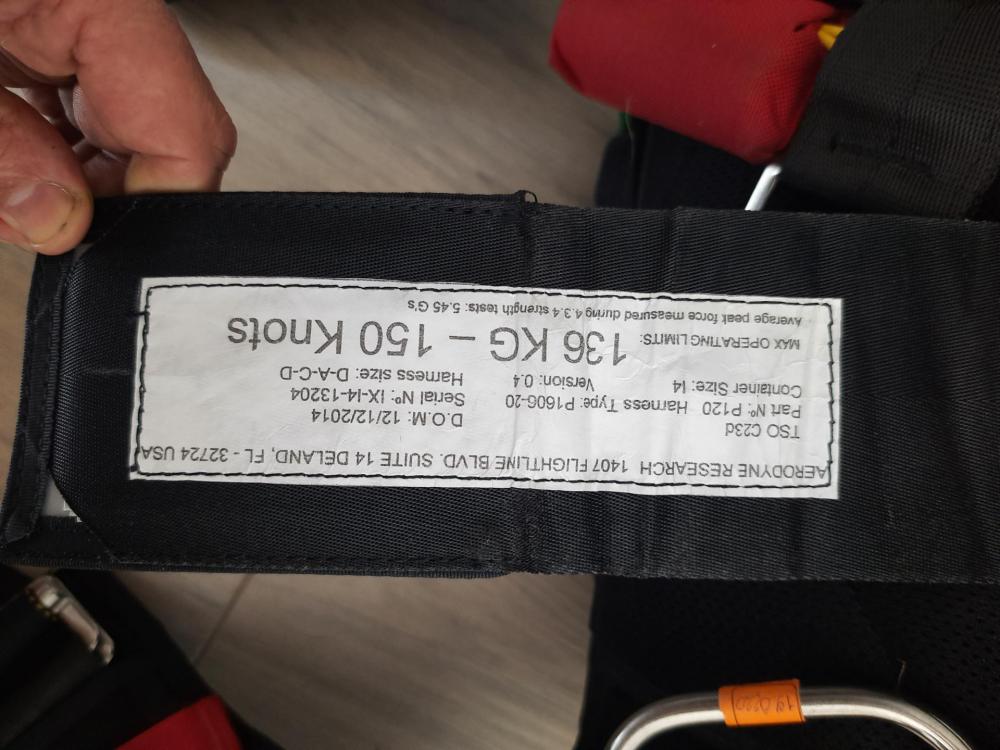 AERODYNE RESEARCH 1407 FLIGHTLINE BLVD. SUITE 14 DELAND, FL - 32724 USA
TSO C23d
D.O.M: 12/12/2014
Part Nº: P120 Harness Type: P1606-20
Serial Nº: IX-I4-13204
Container Size: I4 Version: 0.4
Harness size: D-A-C-D
MAX OPERATING LIMITS: 136 KG – 150 Knots
Average peak force measured during 4.3.4 strength tests: 5.45 G's